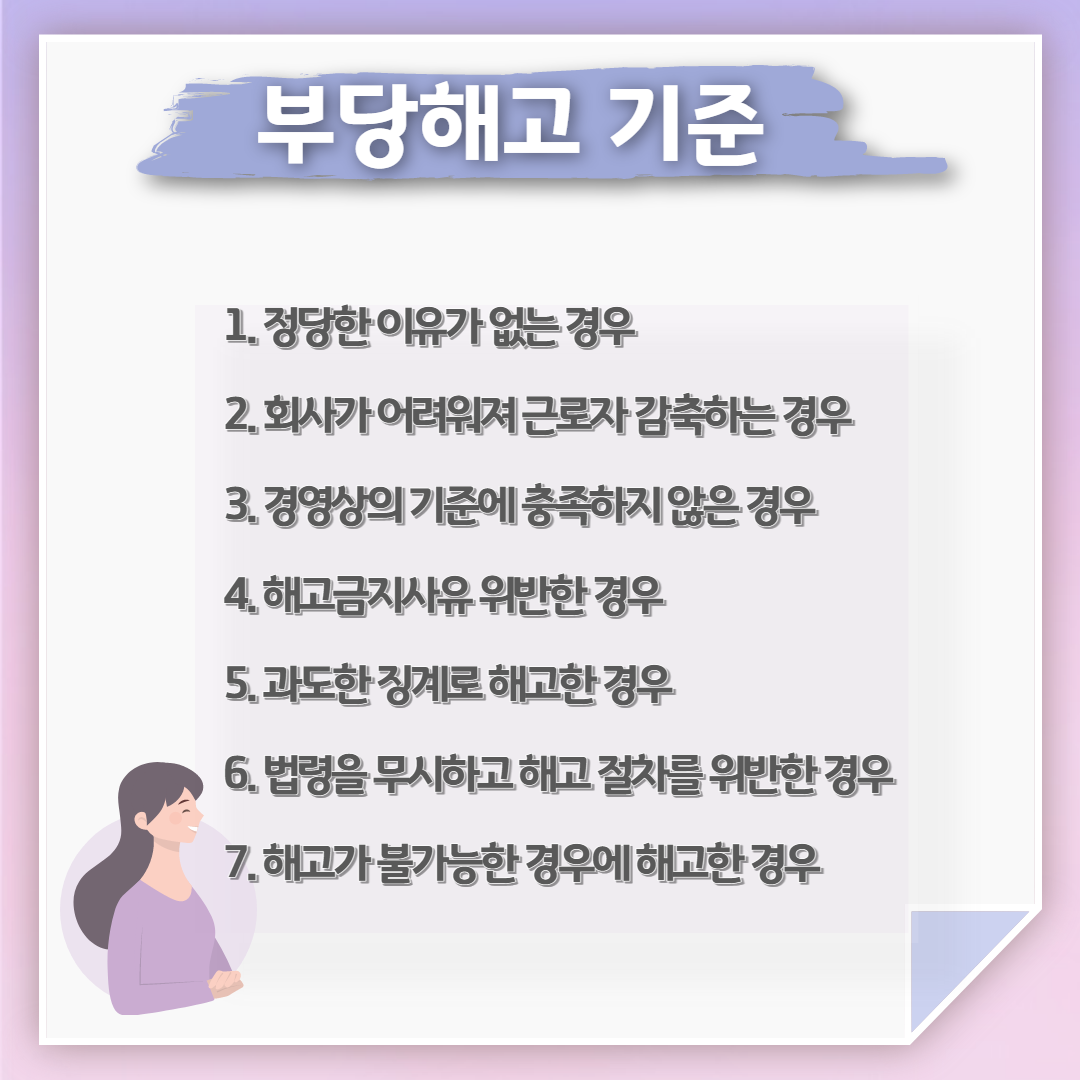 부당해고 기준
1. 정당한 이유가 없는 경우
2. 회사가 어려워져 근로자 감축하는 경우
3. 경영상의 기준에 충족하지 않은 경우
4. 해고금지사유 위반한 경우
5. 과도한 징계로 해고한 경우
6. 법령을 무시하고 해고 절차를 위반한 경우
7. 해고가 불가능한 경우에 해고한 경우